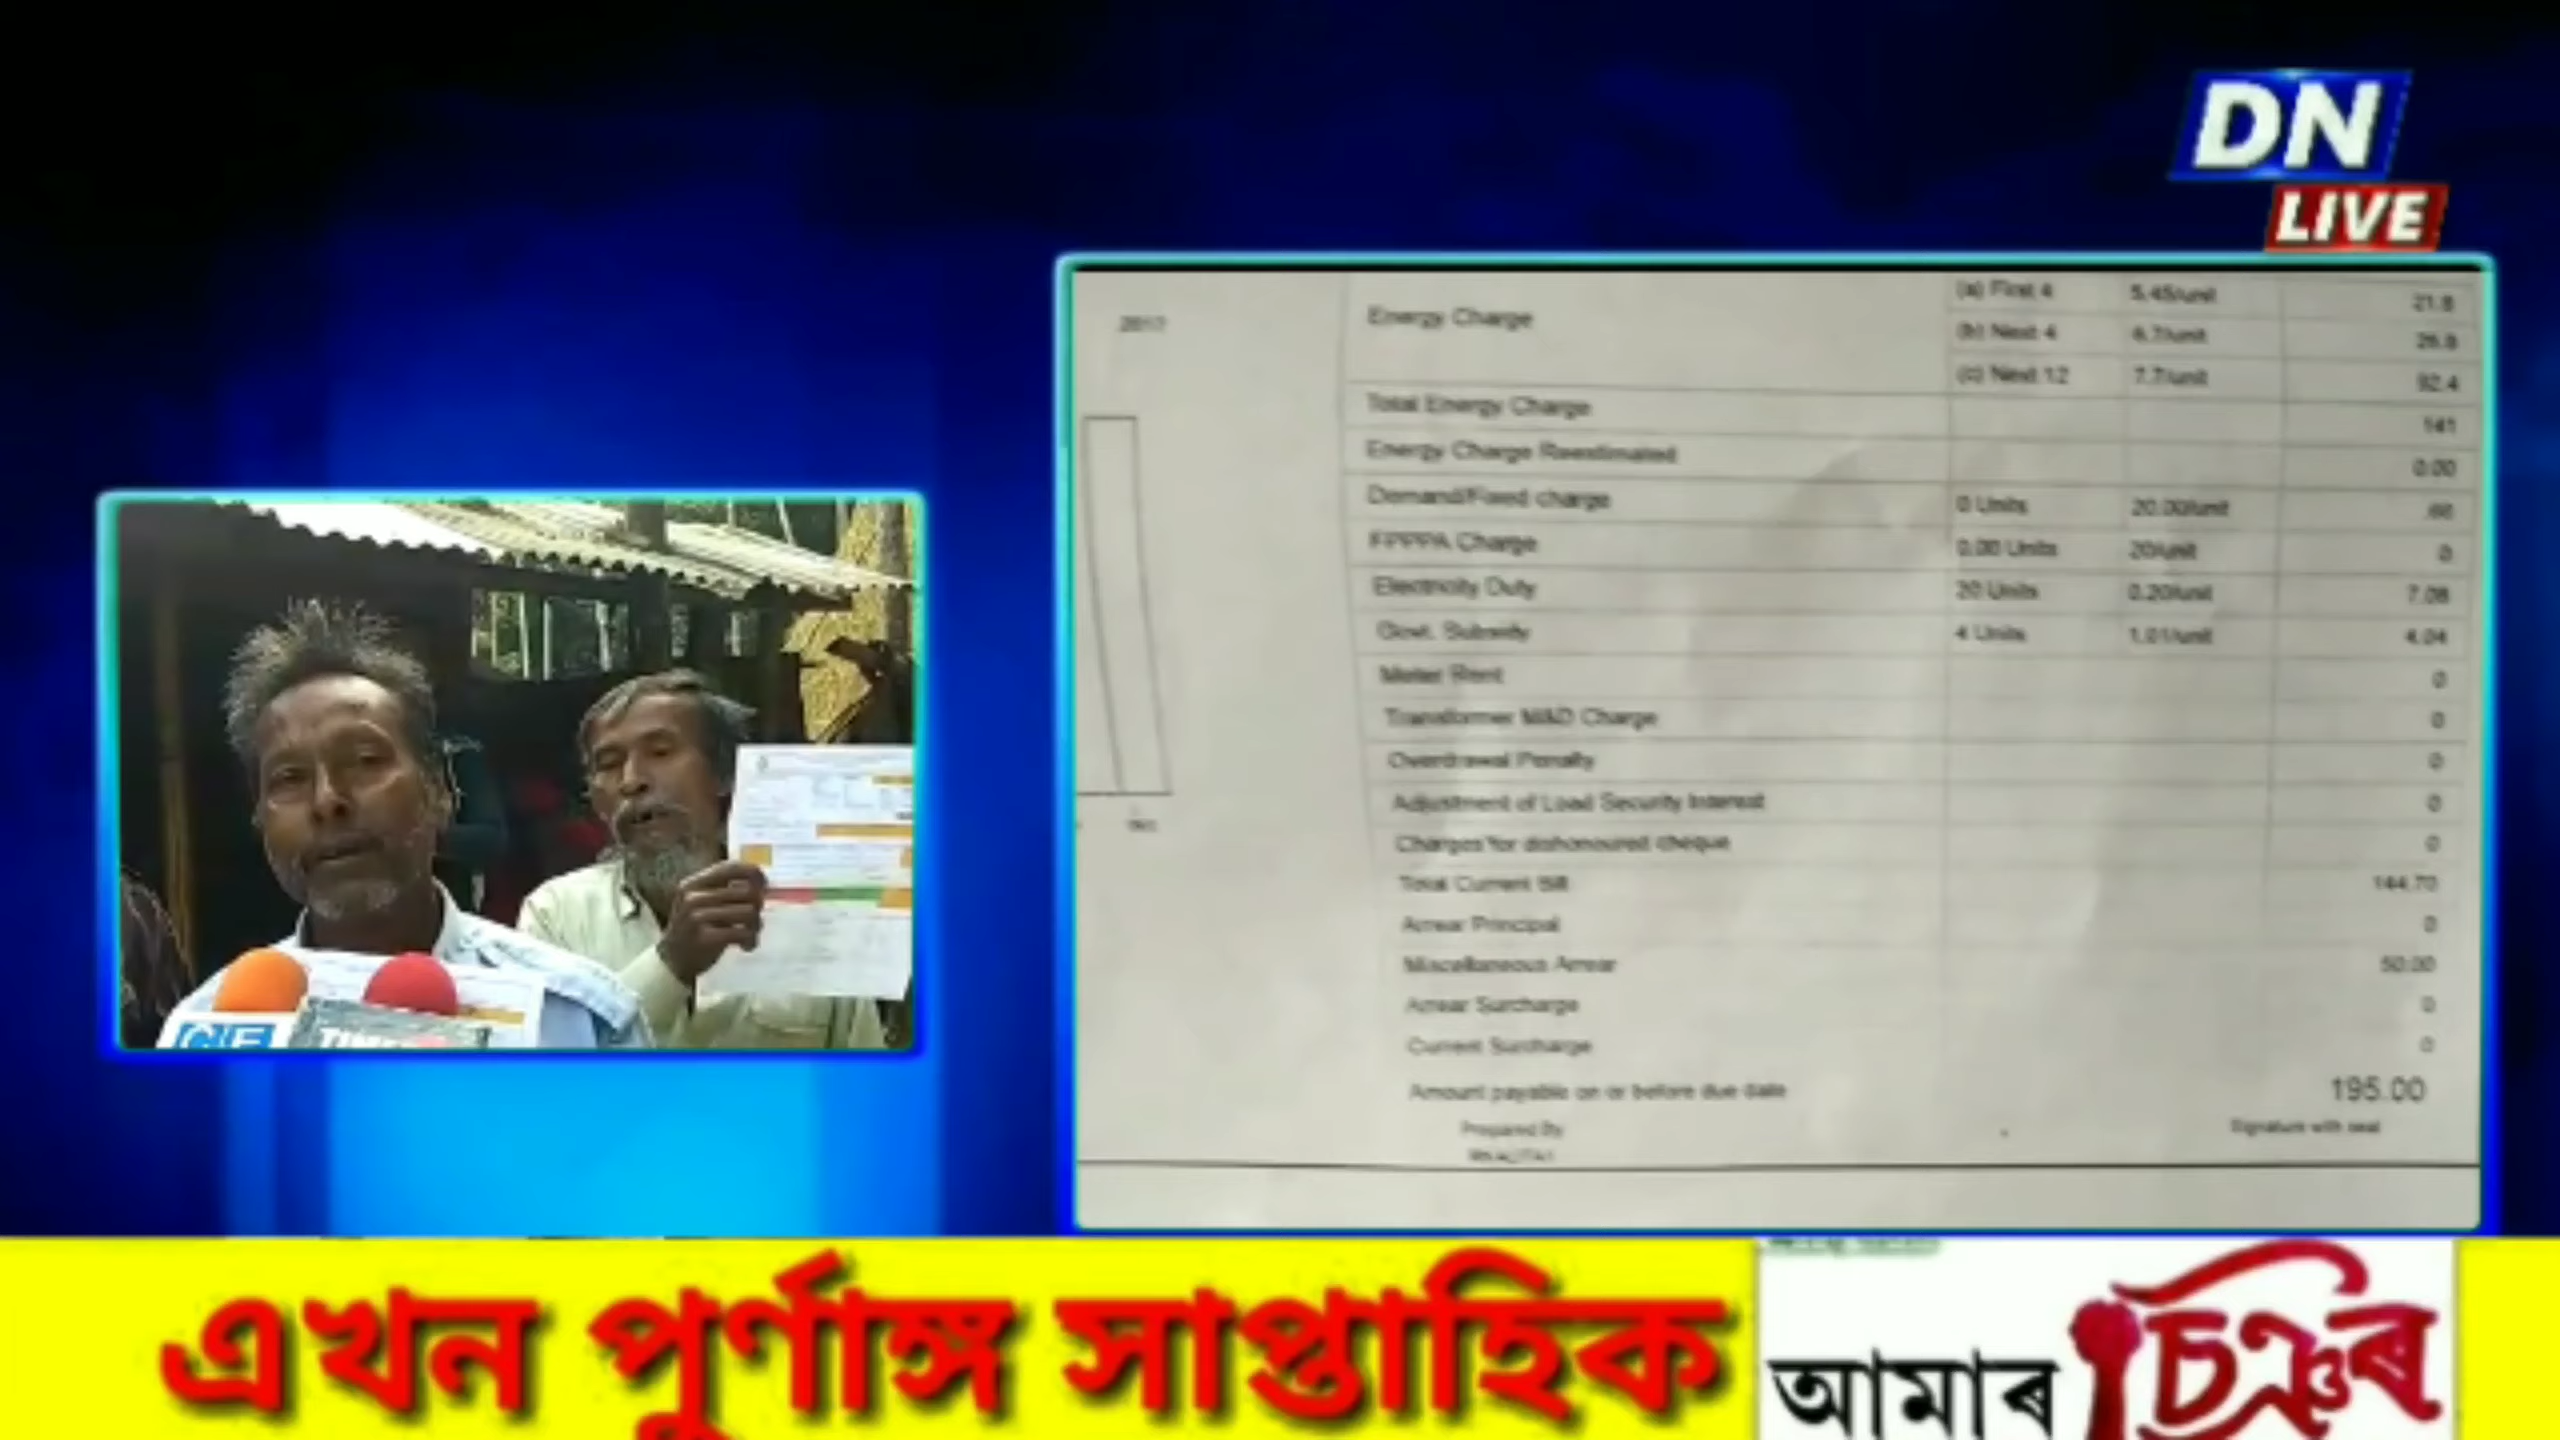 DN
LIVE
2017
Energy Charge
(a) First 4 5.45/unit 21.8
(b) Next 4 6.7/unit 26.8
(c) Next 12 7.7/unit 92.4
Total Energy Charge 141
Energy Charge Reestimated 0.00
Demand/Fixed charge 0 Units 20.00/unit .66
FPPPA Charge 0.00 Units 20/unit 0
Electricity Duty 20 Units 0.20/unit 7.08
Govt. Subsidy 4 Units 1.01/unit 4.04
Meter Rent 0
Transformer M&D Charge 0
Overdrawal Penalty 0
Adjustment of Load Security Interest 0
Charges for dishonoured cheque 0
Total Current Bill 144.70
Arrear Principal 0
Miscellaneous Arrear 50.00
Arrear Surcharge 0
Current Surcharge 0
Amount payable on or before due date 195.00
Prepared By Signature with seal
এখন পুৰ্ণাঙ্গ সাপ্তাহিক
আমাৰ চিঞৰ